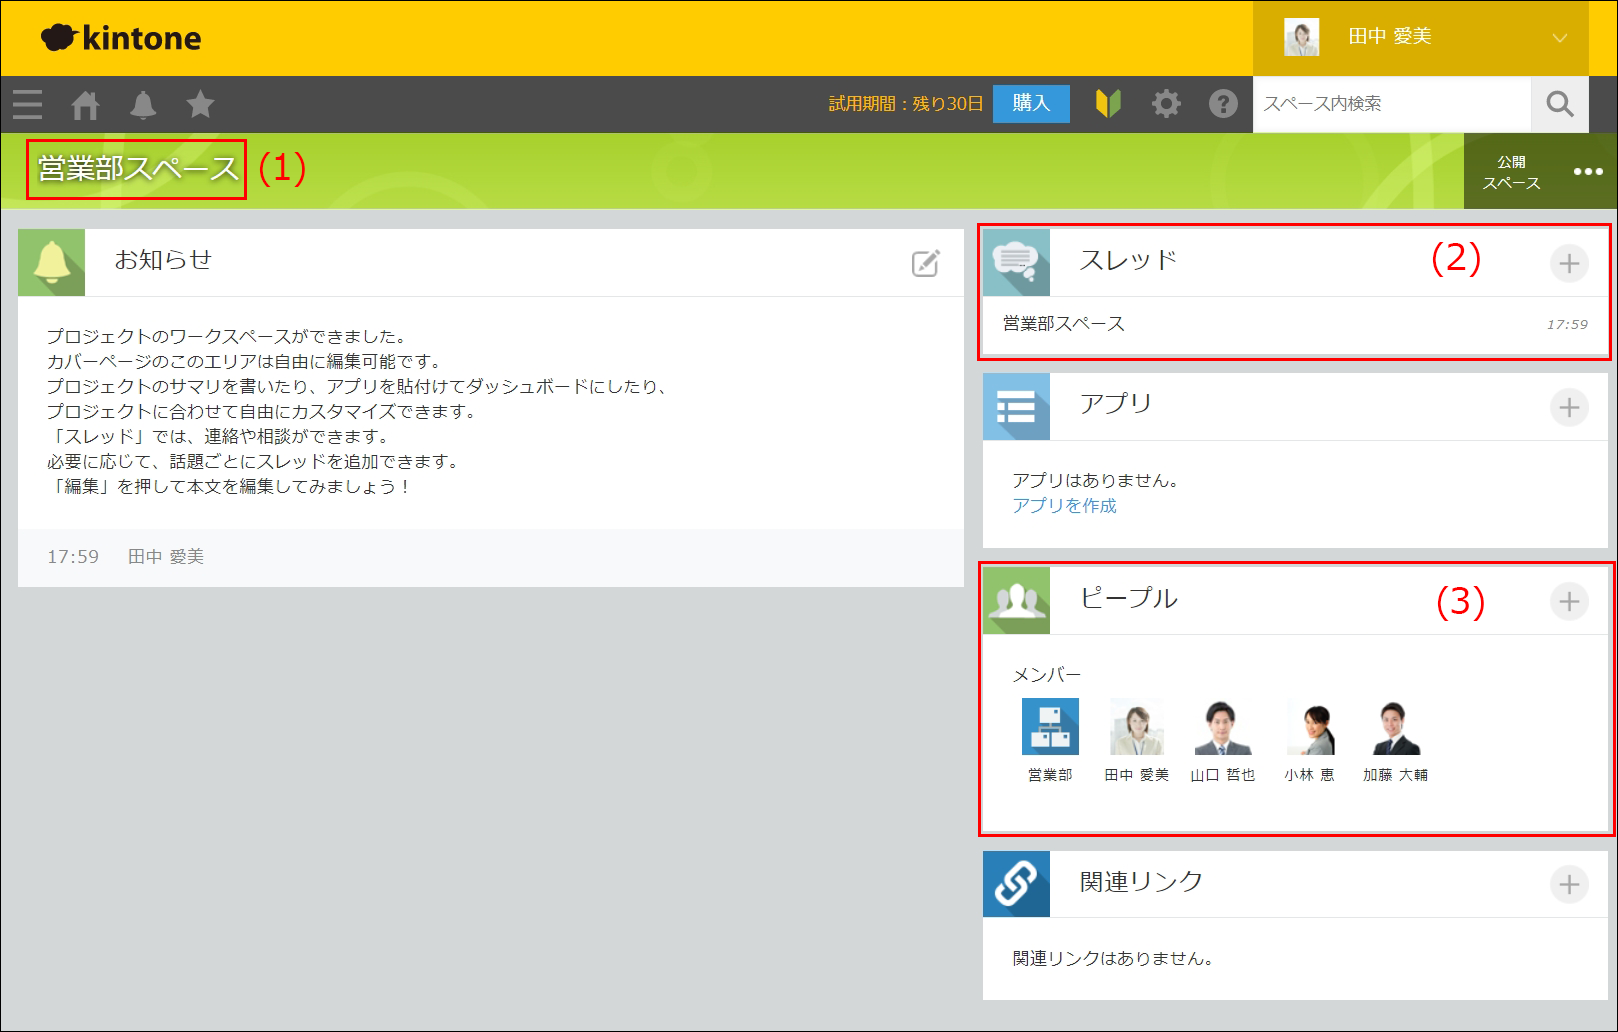 kintone
田中 愛美
試用期間：残り30日
購入
スペース内検索
営業部スペース
(1)
公開
スペース
お知らせ
プロジェクトのワークスペースができました。
カバーページのこのエリアは自由に編集可能です。
プロジェクトのサマリを書いたり、アプリを貼付けてダッシュボードにしたり、
プロジェクトに合わせて自由にカスタマイズできます。
「スレッド」では、連絡や相談ができます。
必要に応じて、話題ごとにスレッドを追加できます。
「編集」を押して本文を編集してみましょう！
17:59 田中 愛美
スレッド
(2)
営業部スペース
17:59
アプリ
アプリはありません。
アプリを作成
ピープル
(3)
メンバー
営業部
田中 愛美
山口 哲也
小林 恵
加藤 大輔
関連リンク
関連リンクはありません。